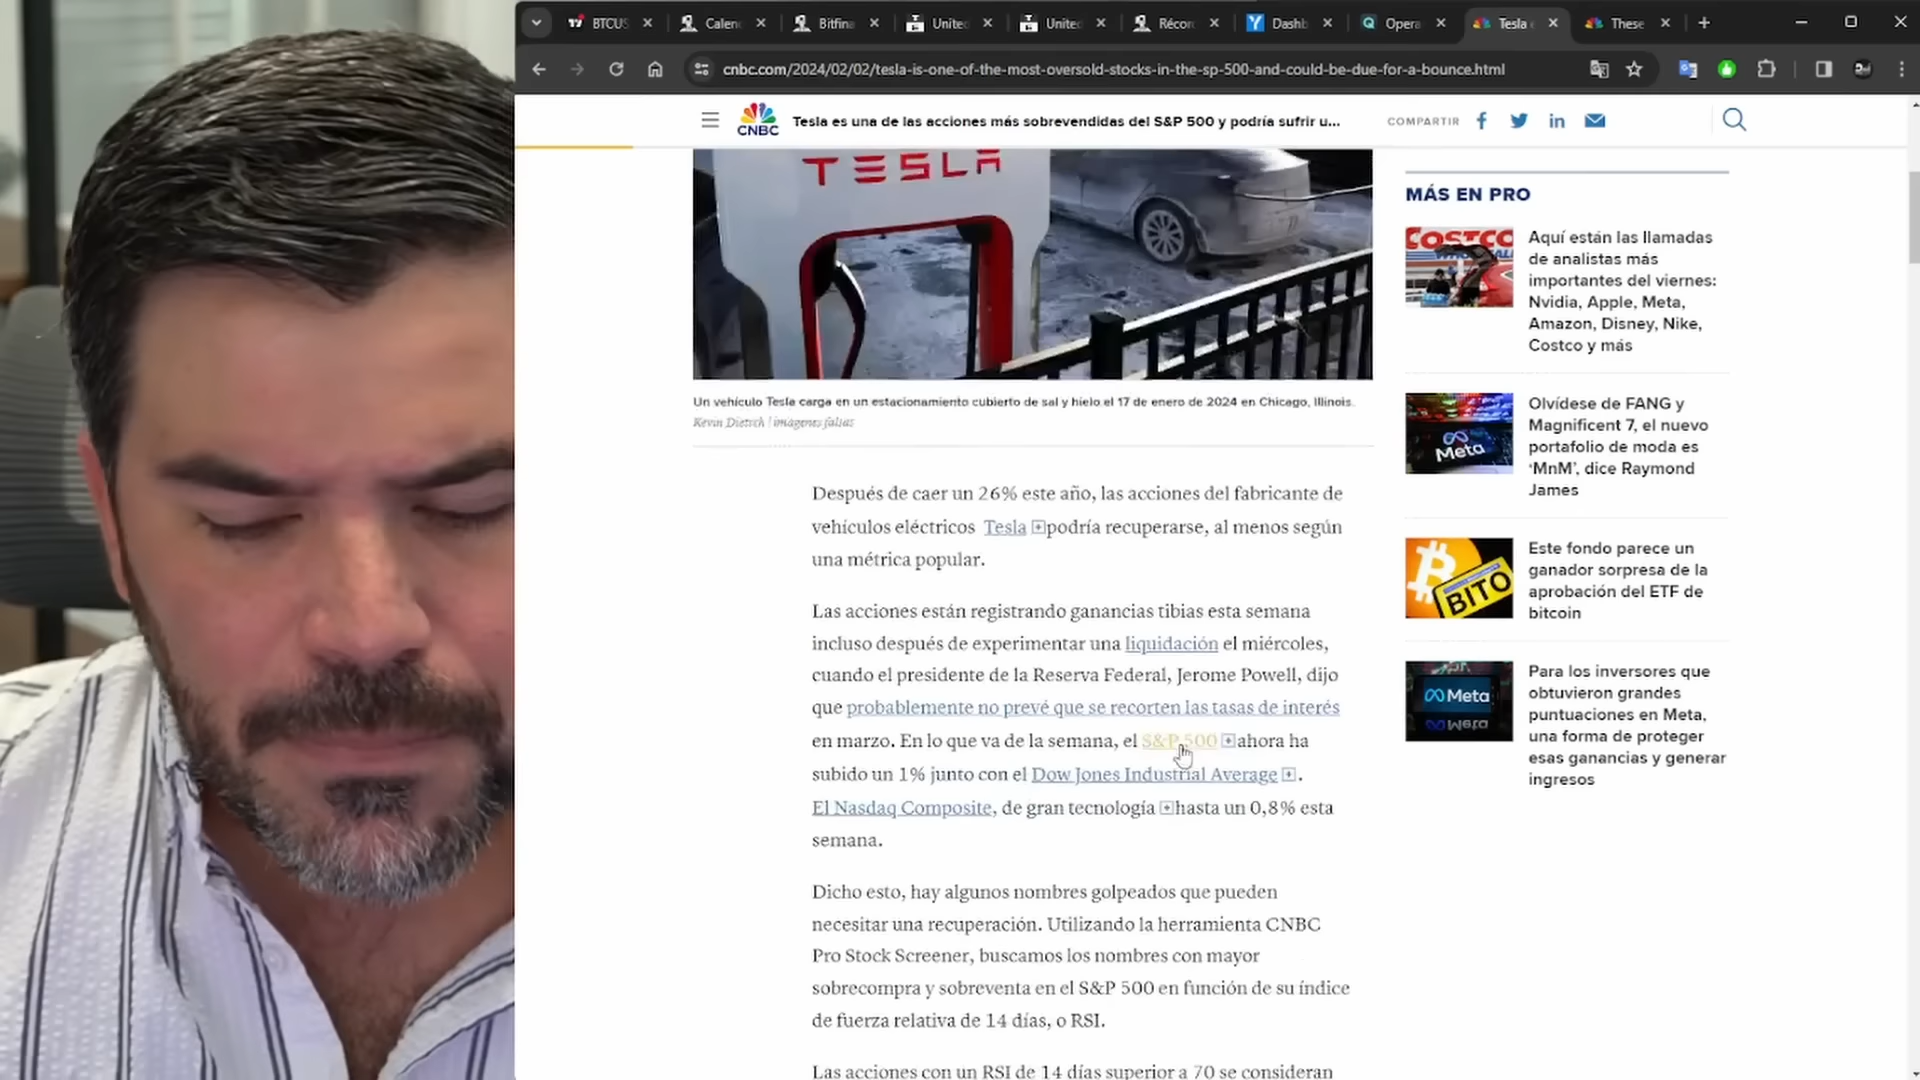 BTCUS
Calen
Bitfina
United
United
Récor
Dashb
Opera
Tesla
These
cnbc.com/2024/02/02/tesla-is-one-of-the-most-oversold-stocks-in-the-sp-500-and-could-be-due-for-a-bounce.html
CNBC
Tesla es una de las acciones más sobrevendidas del S&P 500 y podría sufrir u...
COMPARTIR
TESLA
Un vehículo Tesla carga en un estacionamiento cubierto de sal y hielo el 17 de enero de 2024 en Chicago, Illinois.
Kevin Dietsch | imágenes falsas
Después de caer un 26% este año, las acciones del fabricante de
vehículos eléctricos Tesla podría recuperarse, al menos según
una métrica popular.
Las acciones están registrando ganancias tibias esta semana
incluso después de experimentar una liquidación el miércoles,
cuando el presidente de la Reserva Federal, Jerome Powell, dijo
que probablemente no prevé que se recorten las tasas de interés
en marzo. En lo que va de la semana, el S&P 500 ahora ha
subido un 1% junto con el Dow Jones Industrial Average .
El Nasdaq Composite, de gran tecnología hasta un 0,8% esta
semana.
Dicho esto, hay algunos nombres golpeados que pueden
necesitar una recuperación. Utilizando la herramienta CNBC
Pro Stock Screener, buscamos los nombres con mayor
sobrecompra y sobreventa en el S&P 500 en función de su índice
de fuerza relativa de 14 días, o RSI.
Las acciones con un RSI de 14 días superior a 70 se consideran
MÁS EN PRO
COSTCO
WHOLESALE
Aquí están las llamadas
de analistas más
importantes del viernes:
Nvidia, Apple, Meta,
Amazon, Disney, Nike,
Costco y más
Meta
Olvídese de FANG y
Magnificent 7, el nuevo
portafolio de moda es
'MnM', dice Raymond
James
BITO
Este fondo parece un
ganador sorpresa de la
aprobación del ETF de
bitcoin
Meta
Para los inversores que
obtuvieron grandes
puntuaciones en Meta,
una forma de proteger
esas ganancias y generar
ingresos